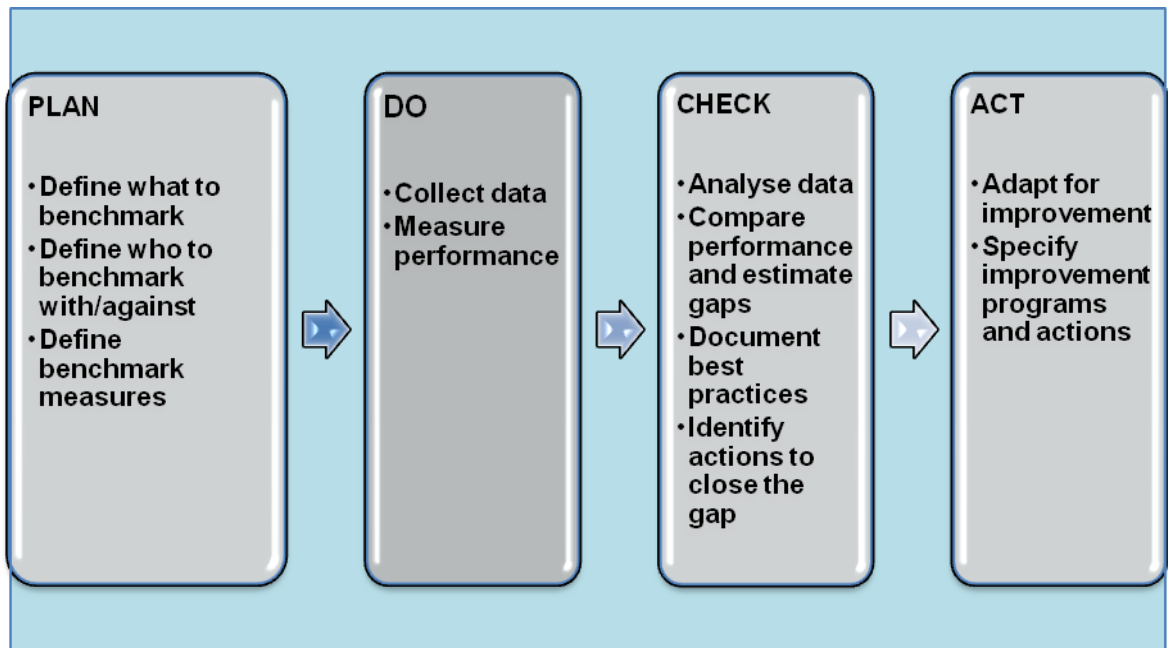 PLAN
• Define what to
benchmark
• Define who to
benchmark
with/against
• Define
benchmark
measures
DO
• Collect data
• Measure
performance
CHECK
• Analyse data
• Compare
performance
and estimate
gaps
• Document
best
practices
• Identify
actions to
close the
gap
ACT
• Adapt for
improvement
• Specify
improvement
programs
and actions